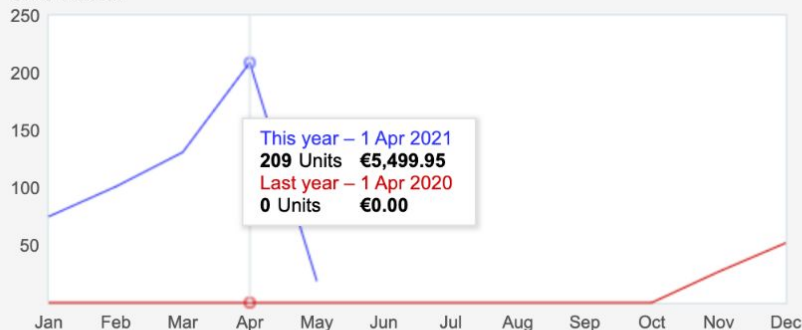 250
200
150
100
50
This year – 1 Apr 2021
209 Units €5,499.95
Last year – 1 Apr 2020
0 Units €0.00
Jan Feb Mar Apr May Jun Jul Aug Sep Oct Nov Dec